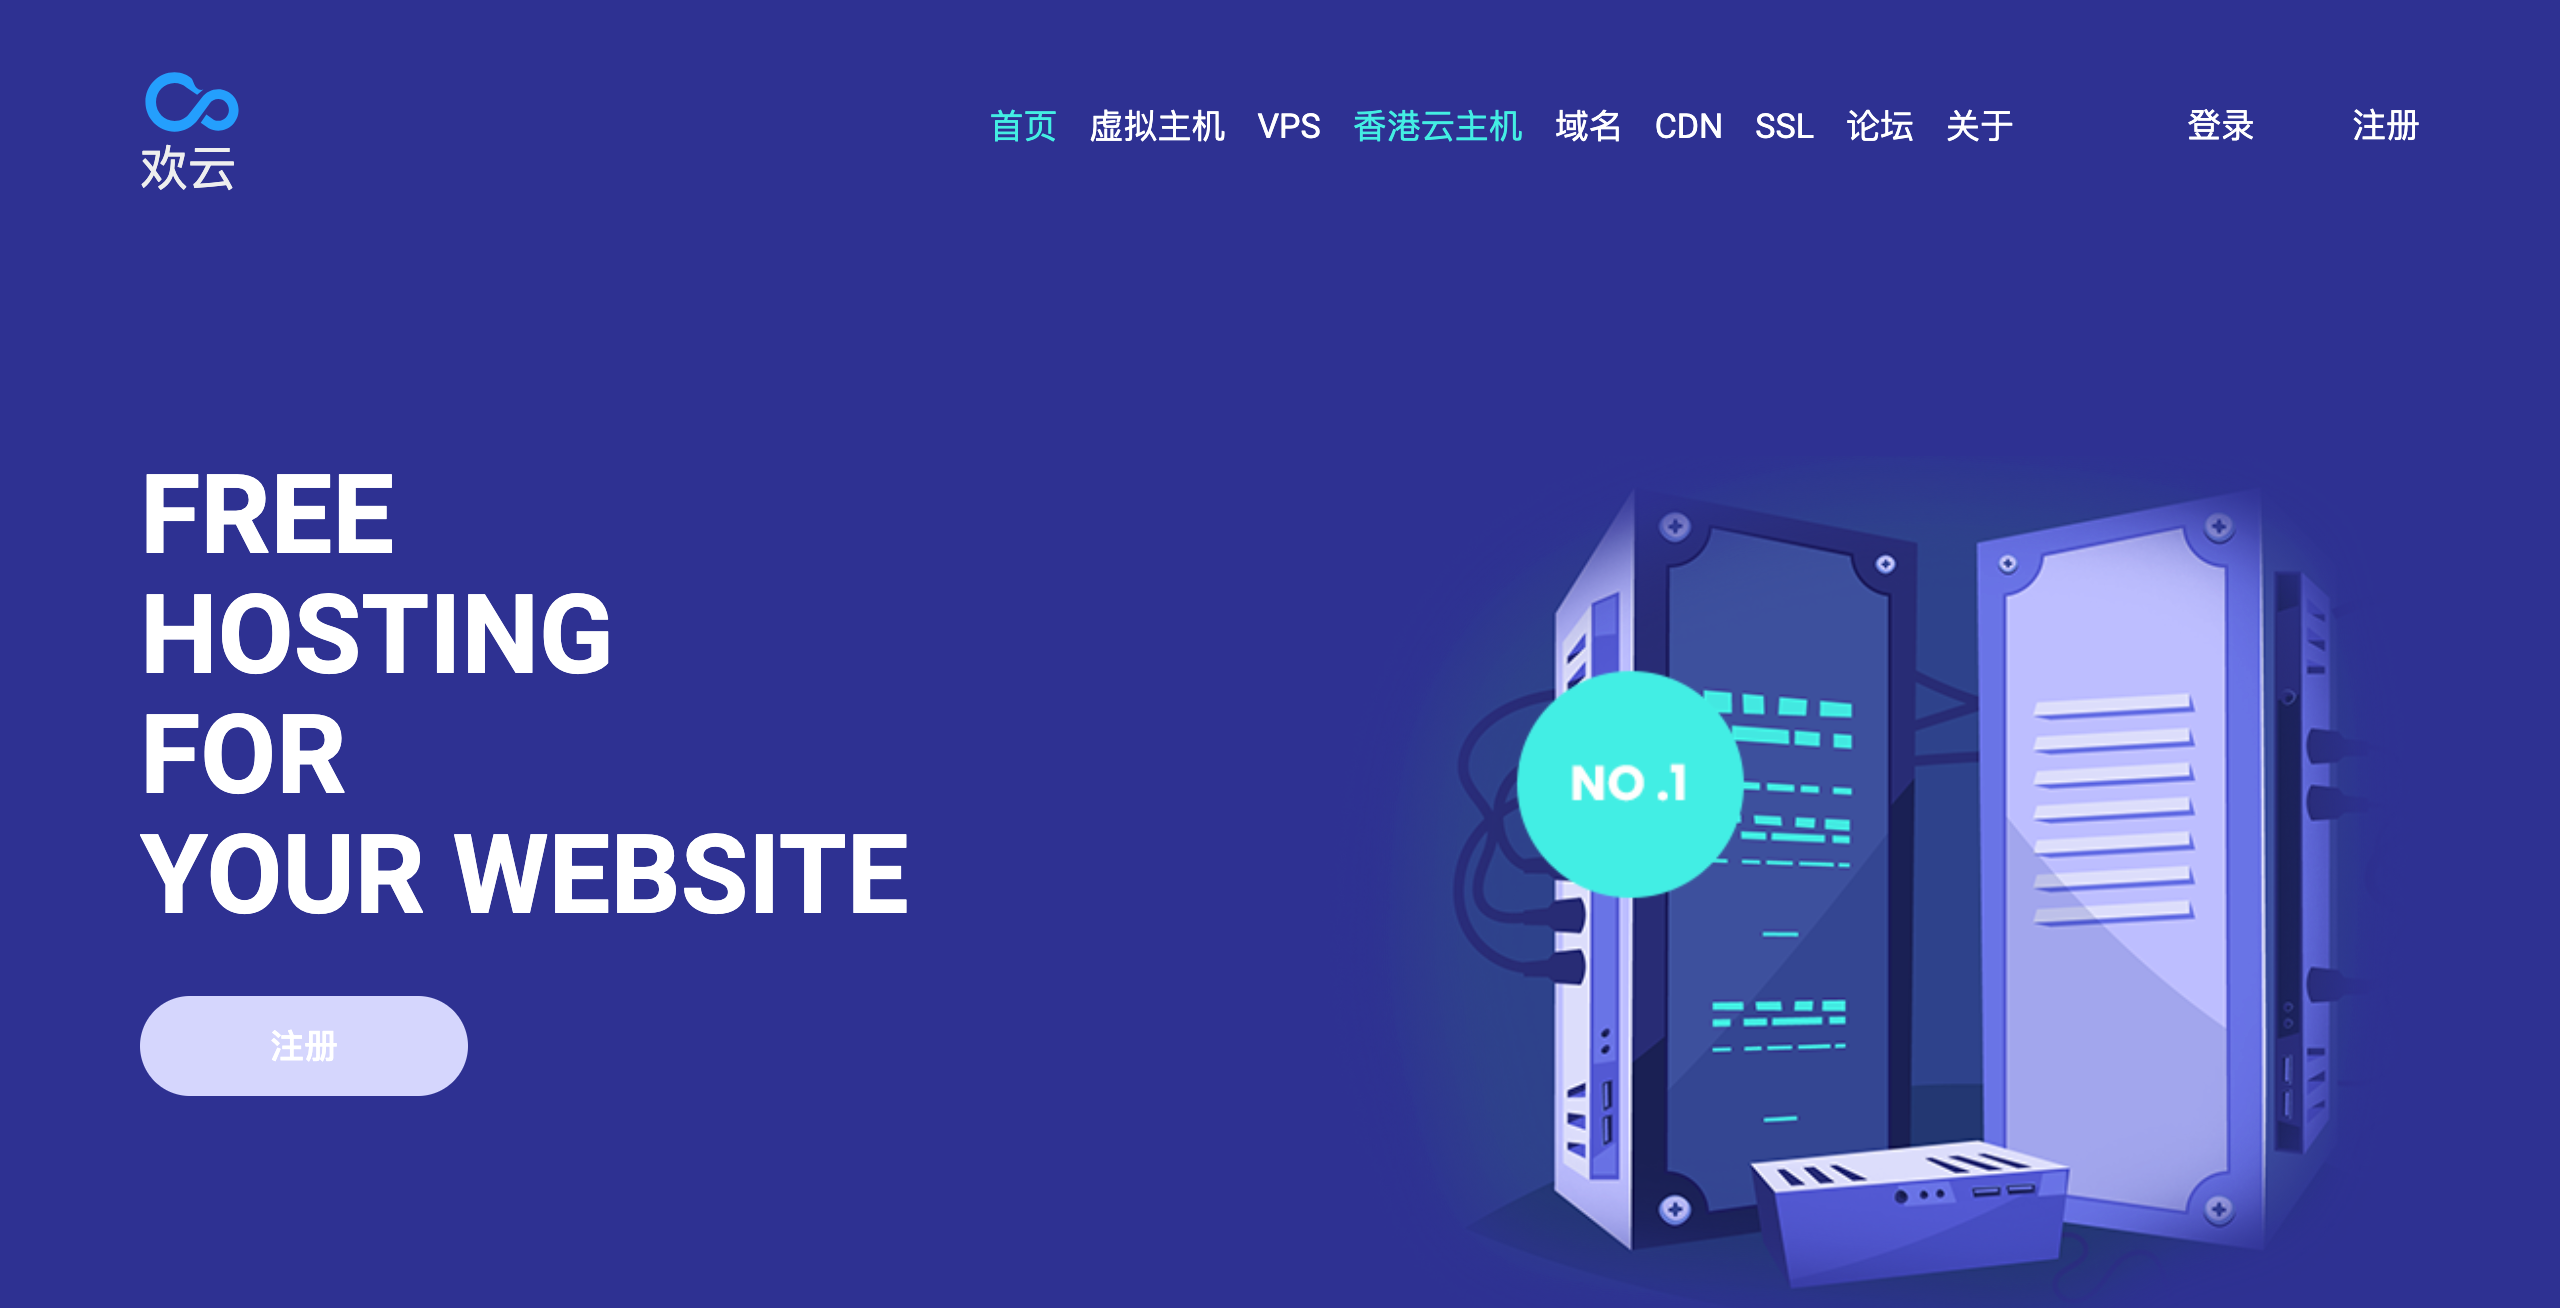 欢云
首页 虚拟主机 VPS 香港云主机 域名 CDN SSL 论坛 关于 登录 注册
FREE
HOSTING
FOR
YOUR WEBSITE
注册
NO .1